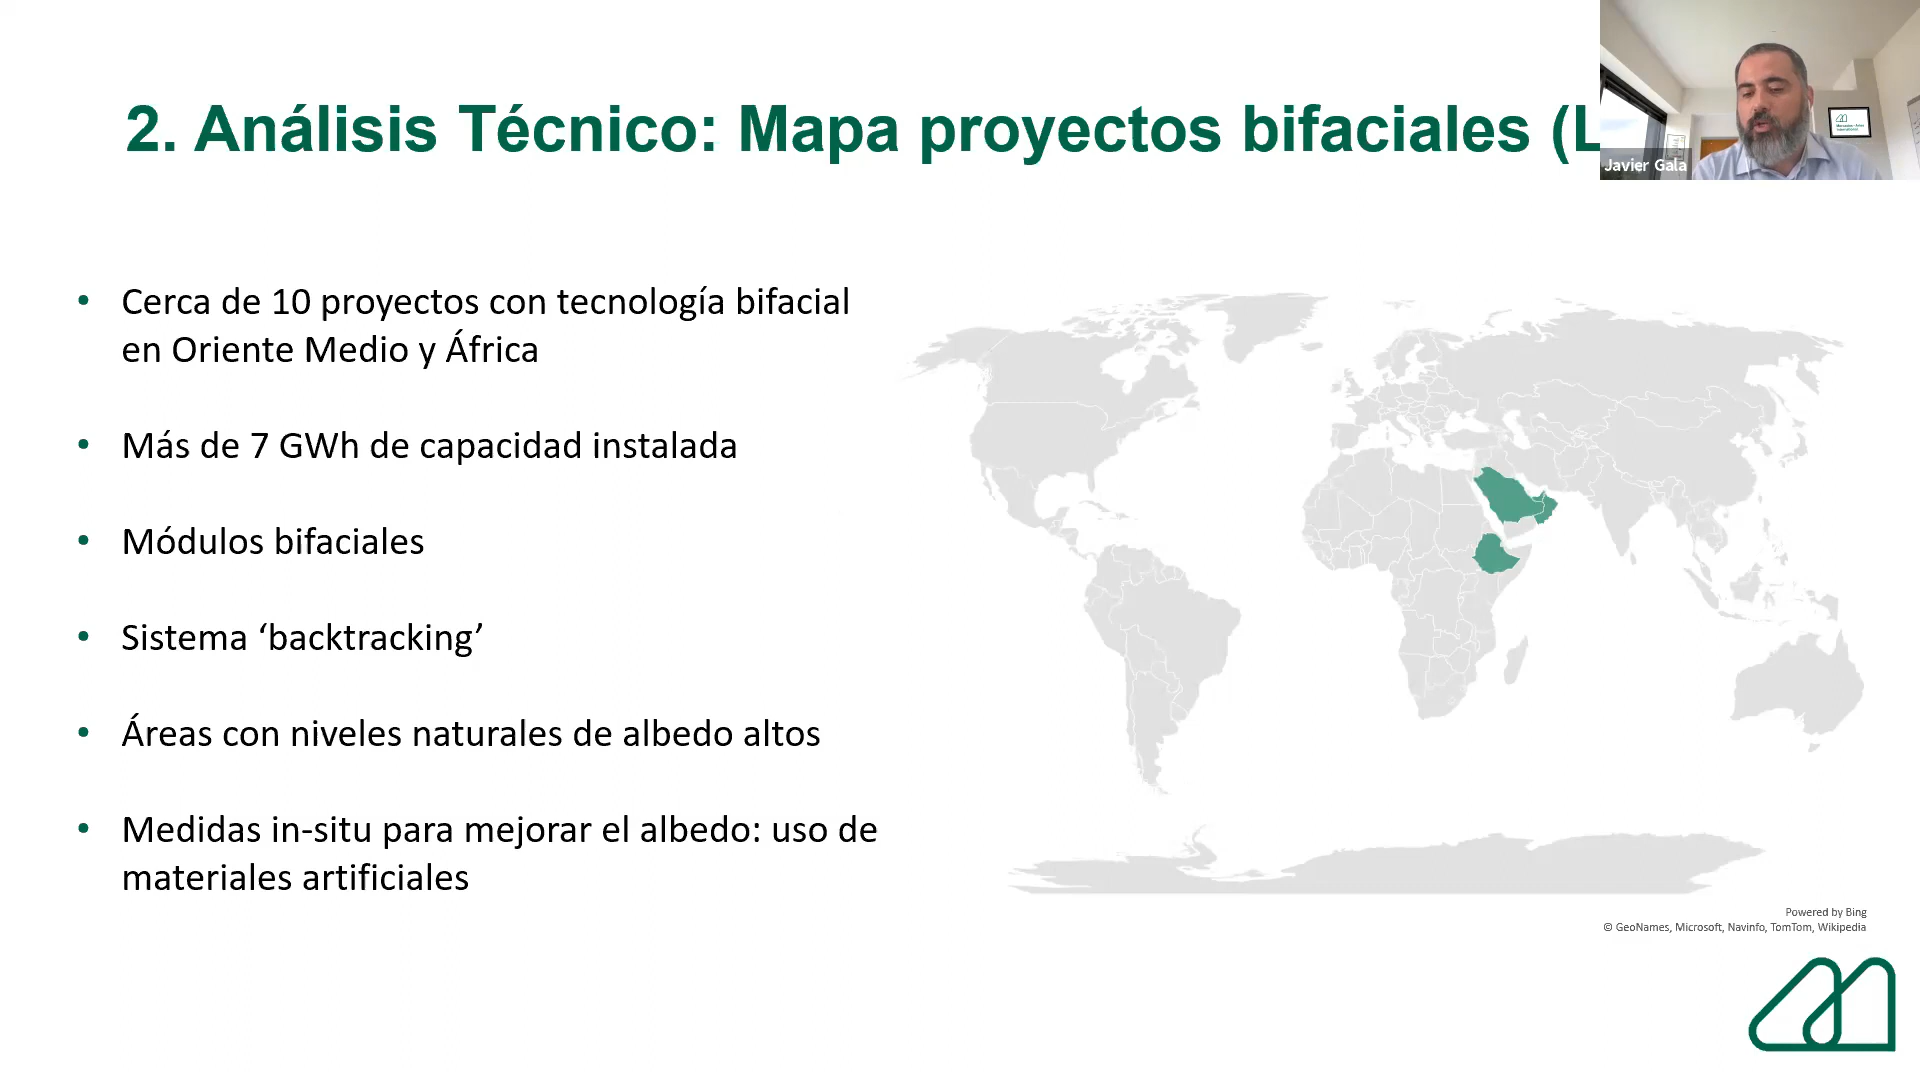 2. Análisis Técnico: Mapa proyectos bifaciales (L
Javier Gala
• Cerca de 10 proyectos con tecnología bifacial
en Oriente Medio y África
• Más de 7 GWh de capacidad instalada
• Módulos bifaciales
• Sistema ‘backtracking’
• Áreas con niveles naturales de albedo altos
• Medidas in-situ para mejorar el albedo: uso de
materiales artificiales
Powered by Bing
© GeoNames, Microsoft, Navinfo, TomTom, Wikipedia